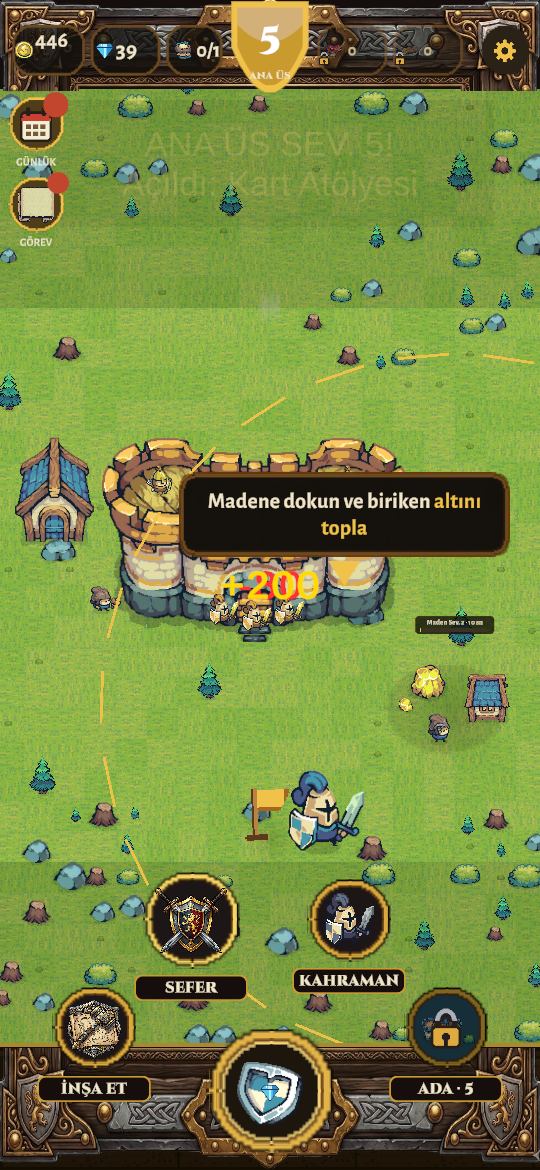 446
39
0/1
5
ANA ÜS
0
0
ANA ÜS SEV. 5!
Açılan: Kart Atölyesi
GÜNLÜK
GÖREV
Madene dokun ve biriken altını
topla
+200
SEFER
KAHRAMAN
İNŞA ET
ADA · 5